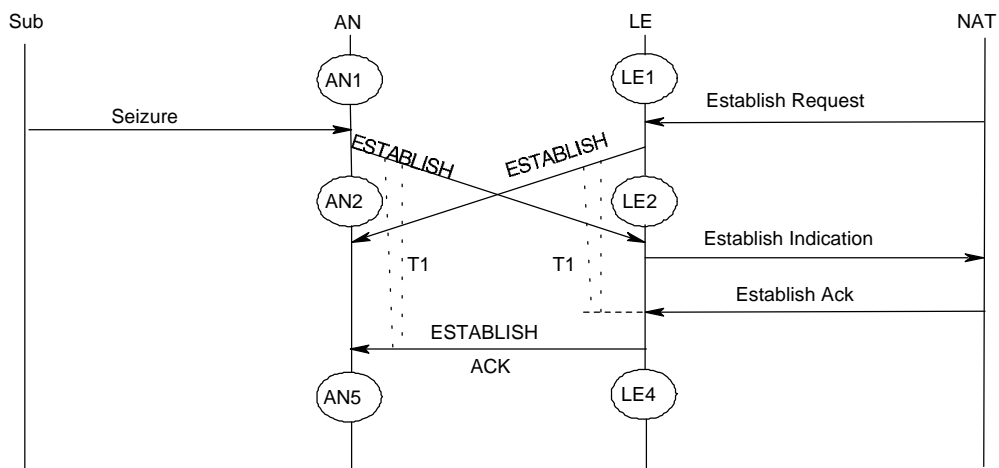 Sub AN LE NAT
AN1 LE1
Establish Request
Seizure
ESTABLISH ESTABLISH
AN2 LE2
Establish Indication
T1 T1
Establish Ack
ESTABLISH
ACK
AN5 LE4